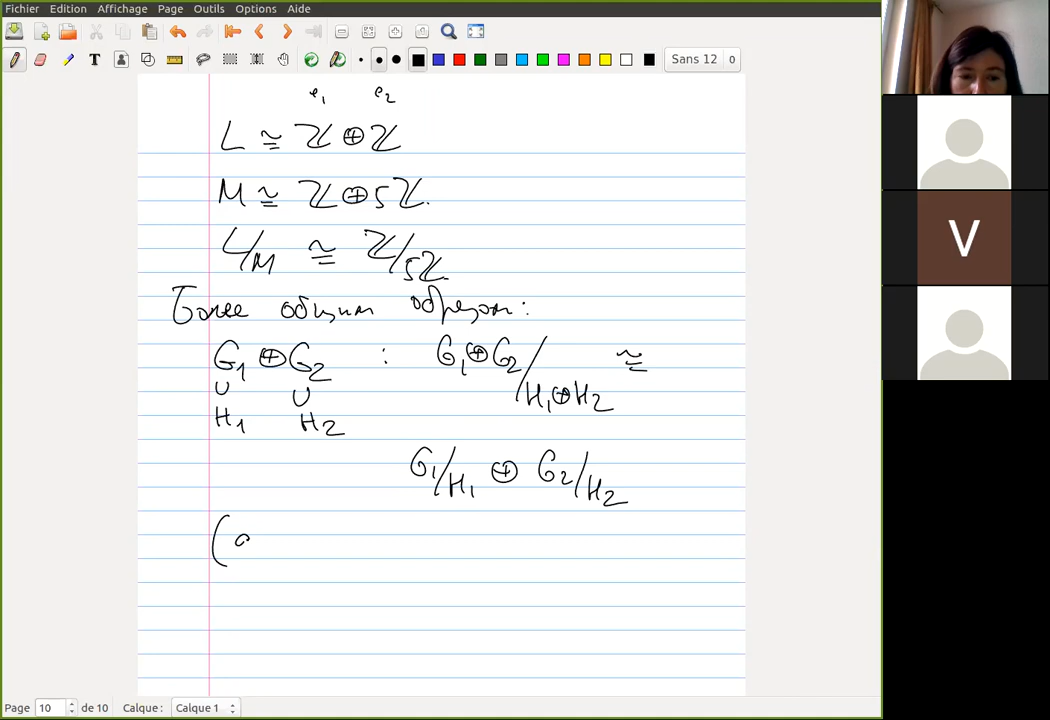 Fichier Edition Affichage Page Outils Options Aide
T Sans 12 0
e₁ e₂
L ≅ ℤ ⊕ ℤ
M ≅ ℤ ⊕ 5ℤ.
L/M ≅ ℤ/5ℤ.
Более общим образом:
G₁ ⊕ G₂ : G₁⊕G₂/H₁⊕H₂ ≅
∪ ∪
H₁ H₂
G₁/H₁ ⊕ G₂/H₂
(
V
Page 10 de 10 Calque : Calque 1